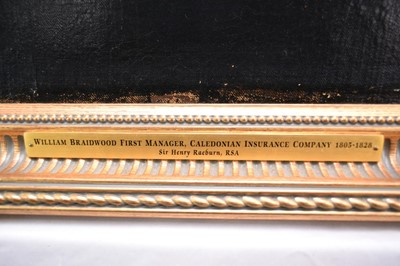 William Braidwood First Manager, Caledonian Insurance Company 1805-1828
Sir Henry Raeburn, RSA